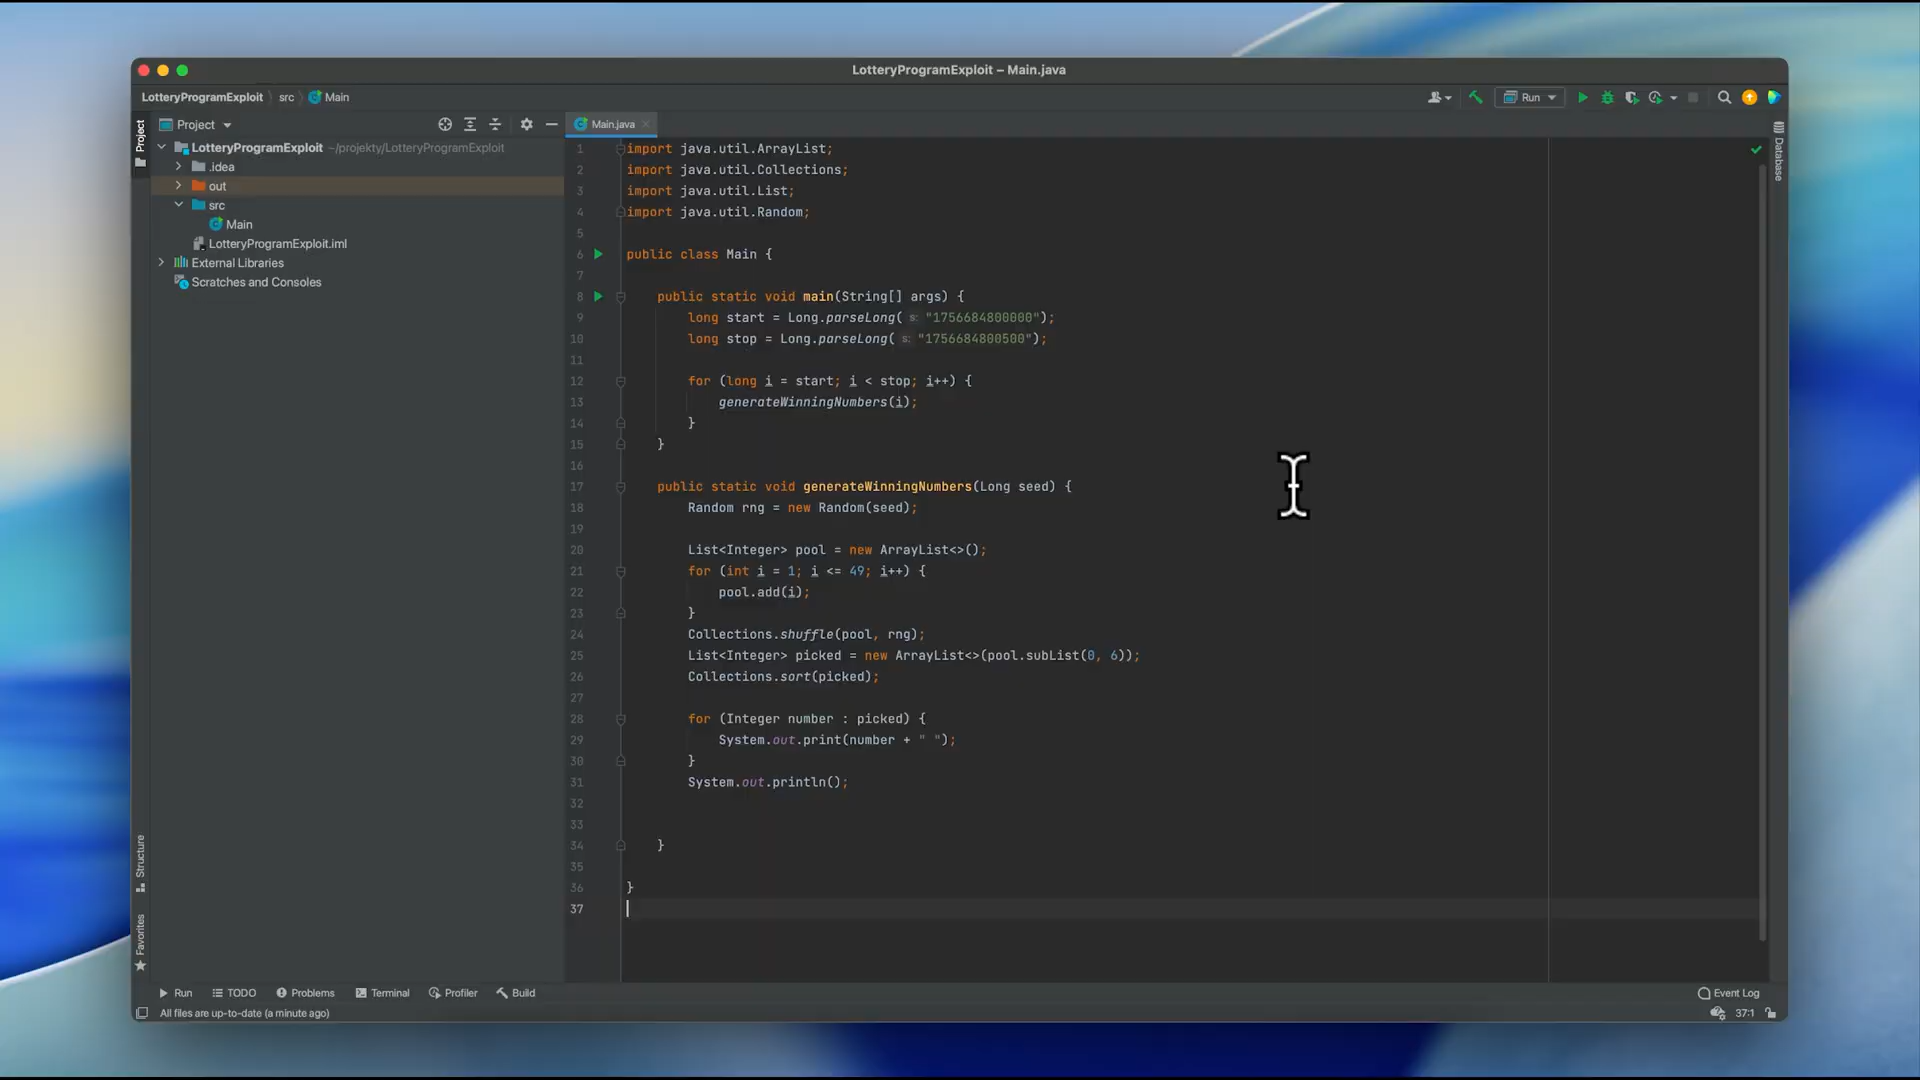 LotteryProgramExploit – Main.java
LotteryProgramExploit src Main
Run
Project
Project
LotteryProgramExploit ~/projekty/LotteryProgramExploit
.idea
out
src
Main
LotteryProgramExploit.iml
External Libraries
Scratches and Consoles
Structure
Favorites
Main.java
Database
1 import java.util.ArrayList;
2 import java.util.Collections;
3 import java.util.List;
4 import java.util.Random;
5
6 public class Main {
7
8 public static void main(String[] args) {
9 long start = Long.parseLong( s: "1756684800000");
10 long stop = Long.parseLong( s: "1756684800500");
11
12 for (long i = start; i < stop; i++) {
13 generateWinningNumbers(i);
14 }
15 }
16
17 public static void generateWinningNumbers(Long seed) {
18 Random rng = new Random(seed);
19
20 List<Integer> pool = new ArrayList<>();
21 for (int i = 1; i <= 49; i++) {
22 pool.add(i);
23 }
24 Collections.shuffle(pool, rng);
25 List<Integer> picked = new ArrayList<>(pool.subList(0, 6));
26 Collections.sort(picked);
27
28 for (Integer number : picked) {
29 System.out.print(number + " ");
30 }
31 System.out.println();
32
33
34 }
35
36 }
37
Run TODO Problems Terminal Profiler Build Event Log
All files are up-to-date (a minute ago) 37:1